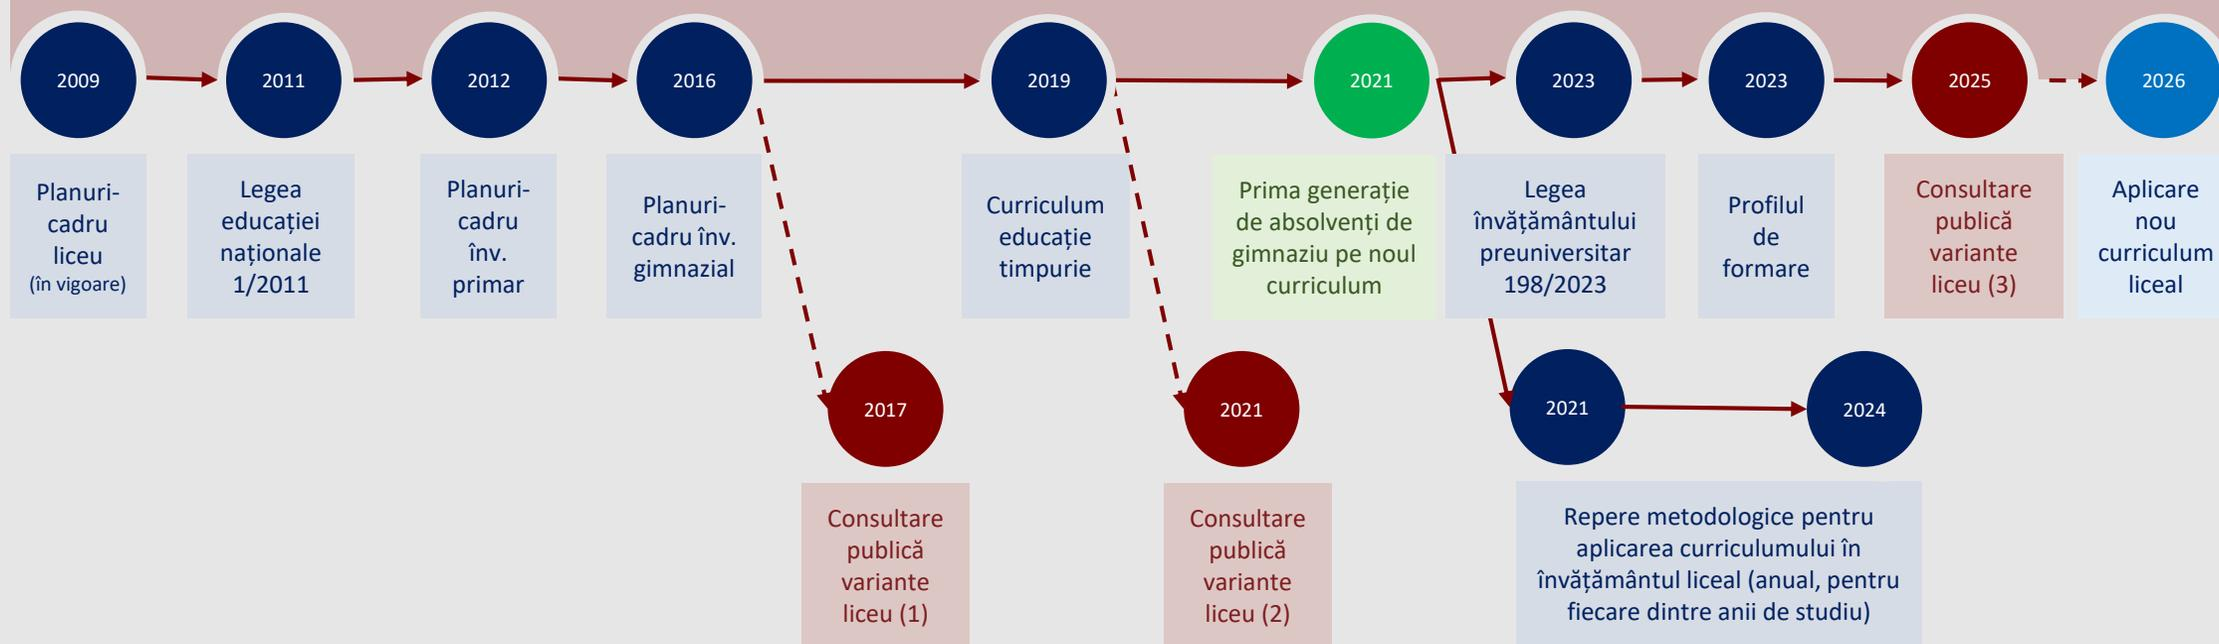 2009
2011
2012
2016
2019
2021
2023
2023
2025
2026
Planuri-
cadru
liceu
(în vigoare)
Legea
educației
naționale
1/2011
Planuri-
cadru
înv.
primar
Planuri-
cadru înv.
gimnazial
Curriculum
educație
timpurie
Prima generație
de absolvenți de
gimnaziu pe noul
curriculum
Legea
învățământului
preuniversitar
198/2023
Profilul
de
formare
Consultare
publică
variante
liceu (3)
Aplicare
nou
curriculum
liceal
2017
2021
2021
2024
Consultare
publică
variante
liceu (1)
Consultare
publică
variante
liceu (2)
Repere metodologice pentru
aplicarea curriculumului în
învățământul liceal (anual, pentru
fiecare dintre anii de studiu)